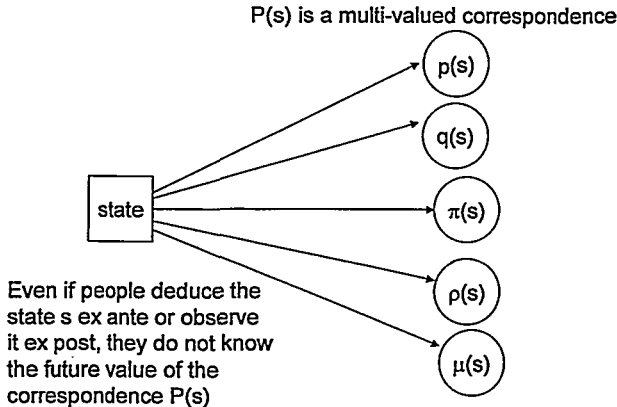 P(s) is a multi-valued correspondence
p(s)
q(s)
state
π(s)
Even if people deduce the
state s ex ante or observe
it ex post, they do not know
the future value of the
correspondence P(s)
ρ(s)
μ(s)